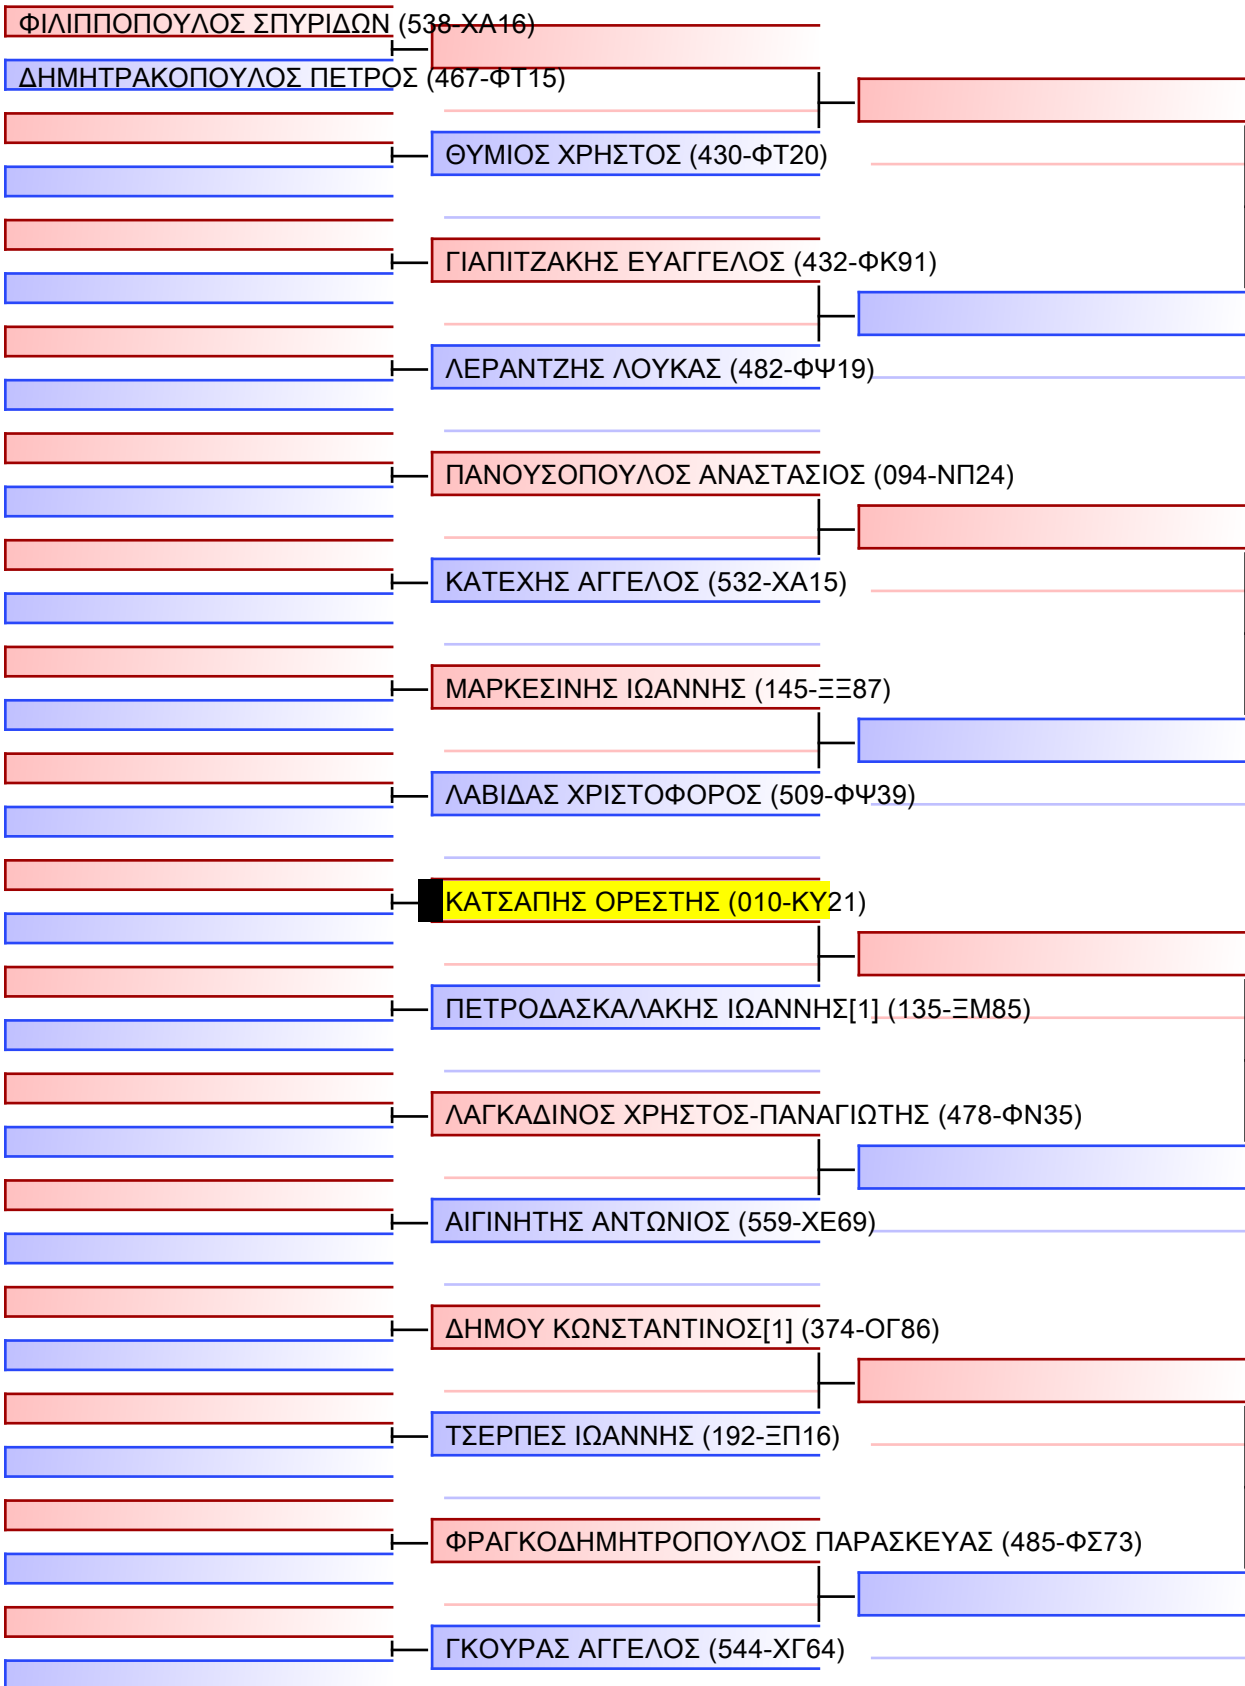 ΦΙΛΙΠΠΟΠΟΥΛΟΣ ΣΠΥΡΙΔΩΝ (538-ΧΑ16)
ΔΗΜΗΤΡΑΚΟΠΟΥΛΟΣ ΠΕΤΡΟΣ (467-ΦΤ15)
ΘΥΜΙΟΣ ΧΡΗΣΤΟΣ (430-ΦΤ20)
ΓΙΑΠΙΤΖΑΚΗΣ ΕΥΑΓΓΕΛΟΣ (432-ΦΚ91)
ΛΕΡΑΝΤΖΗΣ ΛΟΥΚΑΣ (482-ΦΨ19)
ΠΑΝΟΥΣΟΠΟΥΛΟΣ ΑΝΑΣΤΑΣΙΟΣ (094-ΝΠ24)
ΚΑΤΕΧΗΣ ΑΓΓΕΛΟΣ (532-ΧΑ15)
ΜΑΡΚΕΣΙΝΗΣ ΙΩΑΝΝΗΣ (145-ΞΞ87)
ΛΑΒΙΔΑΣ ΧΡΙΣΤΟΦΟΡΟΣ (509-ΦΨ39)
ΚΑΤΣΑΠΗΣ ΟΡΕΣΤΗΣ (010-ΚΥ21)
ΠΕΤΡΟΔΑΣΚΑΛΑΚΗΣ ΙΩΑΝΝΗΣ[1] (135-ΞΜ85)
ΛΑΓΚΑΔΙΝΟΣ ΧΡΗΣΤΟΣ-ΠΑΝΑΓΙΩΤΗΣ (478-ΦΝ35)
ΑΙΓΙΝΗΤΗΣ ΑΝΤΩΝΙΟΣ (559-ΧΕ69)
ΔΗΜΟΥ ΚΩΝΣΤΑΝΤΙΝΟΣ[1] (374-ΟΓ86)
ΤΣΕΡΠΕΣ ΙΩΑΝΝΗΣ (192-ΞΠ16)
ΦΡΑΓΚΟΔΗΜΗΤΡΟΠΟΥΛΟΣ ΠΑΡΑΣΚΕΥΑΣ (485-ΦΣ73)
ΓΚΟΥΡΑΣ ΑΓΓΕΛΟΣ (544-ΧΓ64)